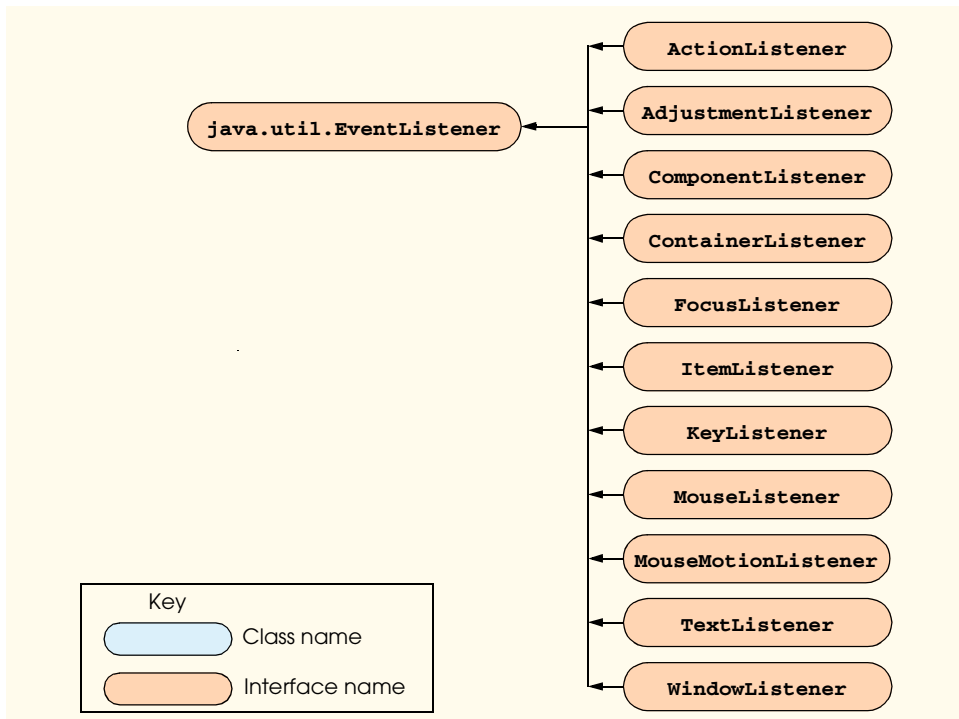 ActionListener
java.util.EventListener
AdjustmentListener
ComponentListener
ContainerListener
FocusListener
ItemListener
KeyListener
MouseListener
MouseMotionListener
TextListener
WindowListener
Key
Class name
Interface name